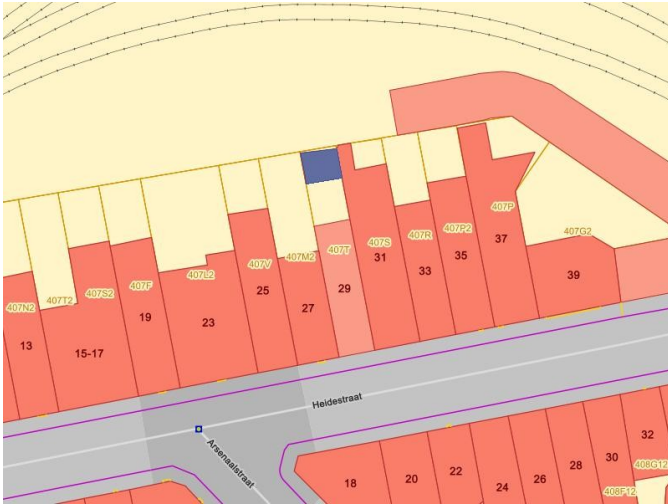 407P
407G2
407P2
407R
407S
407T
407M2
407V
407L2
407F
407S2
407T2
407N2
37
35
33
31
29
27
25
23
19
15-17
13
39
Heidestraat
Arsenaalstraat
18
20
22
24
26
28
30
32
408G12
408F12